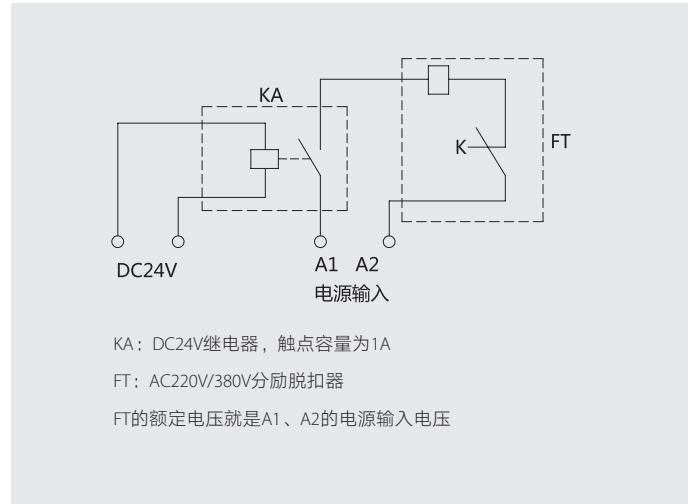 KA
K
FT
DC24V
A1 A2
电源输入
KA：DC24V继电器，触点容量为1A
FT：AC220V/380V分励脱扣器
FT的额定电压就是A1、A2的电源输入电压